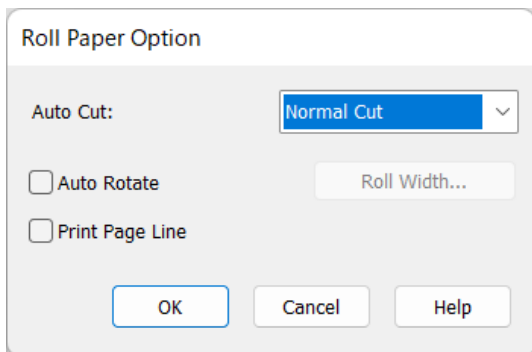 Roll Paper Option
Auto Cut: Normal Cut
Auto Rotate Roll Width...
Print Page Line
OK Cancel Help